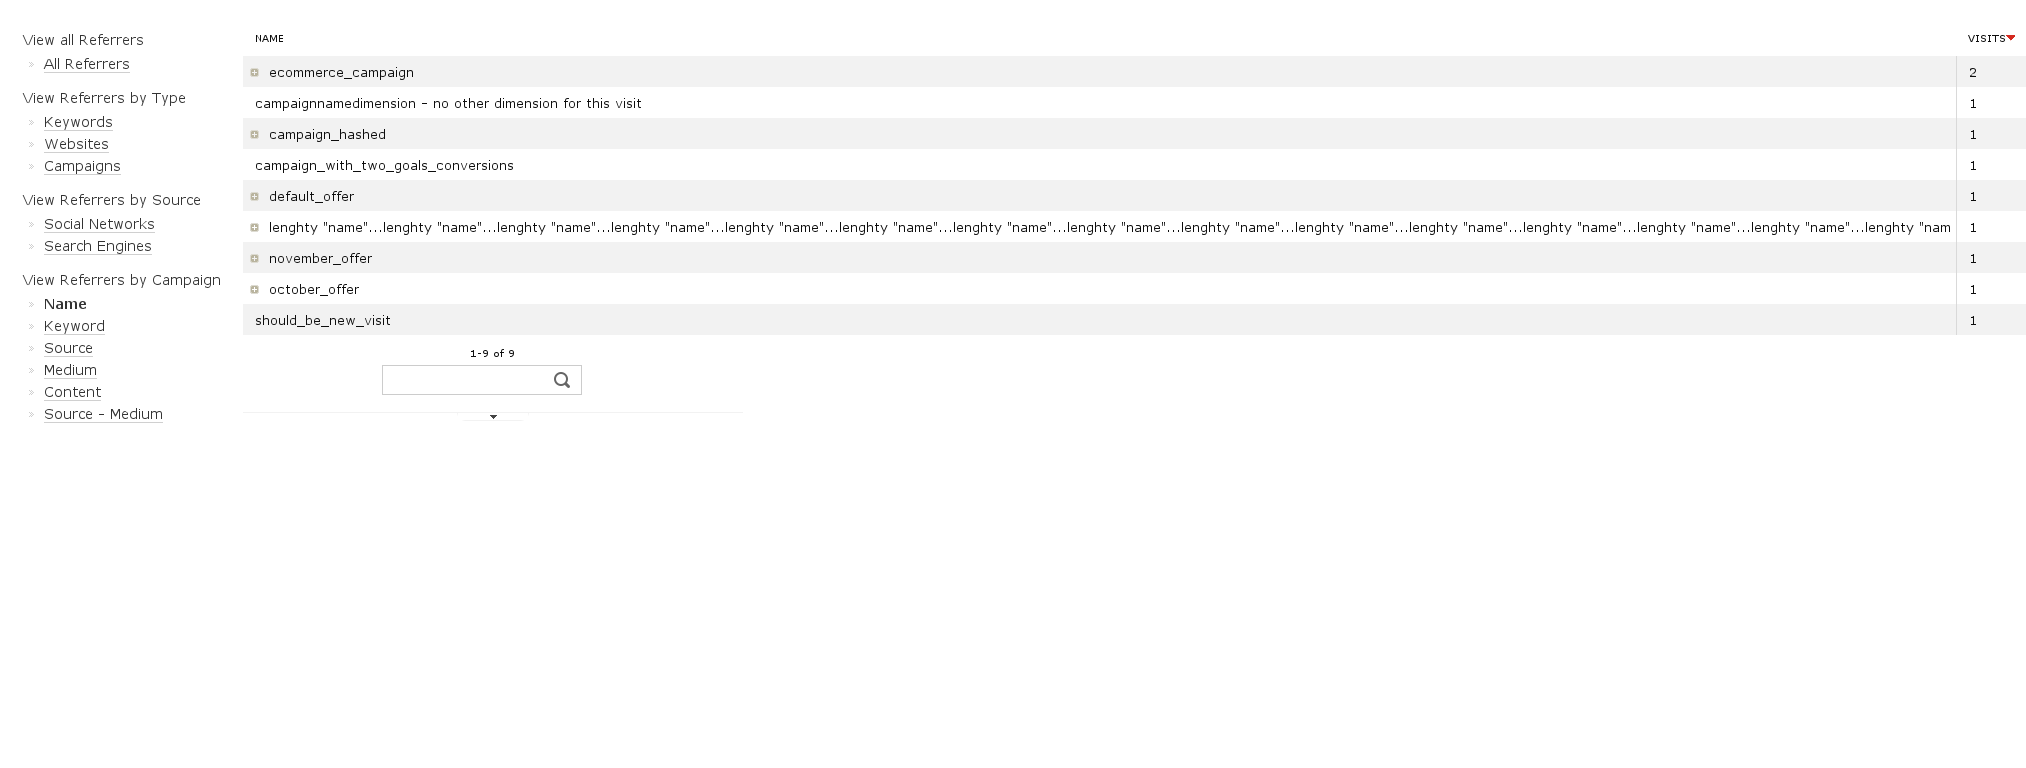 View all Referrers
All Referrers
View Referrers by Type
Keywords
Websites
Campaigns
View Referrers by Source
Social Networks
Search Engines
View Referrers by Campaign
Name
Keyword
Source
Medium
Content
Source - Medium
NAME VISITS
ecommerce_campaign 2
campaignnamedimension - no other dimension for this visit 1
campaign_hashed 1
campaign_with_two_goals_conversions 1
default_offer 1
lenghty "name"...lenghty "name"...lenghty "name"...lenghty "name"...lenghty "name"...lenghty "name"...lenghty "name"...lenghty "name"...lenghty "name"...lenghty "name"...lenghty "name"...lenghty "name"...lenghty "name"...lenghty "name"...lenghty "nam 1
november_offer 1
october_offer 1
should_be_new_visit 1
1-9 of 9